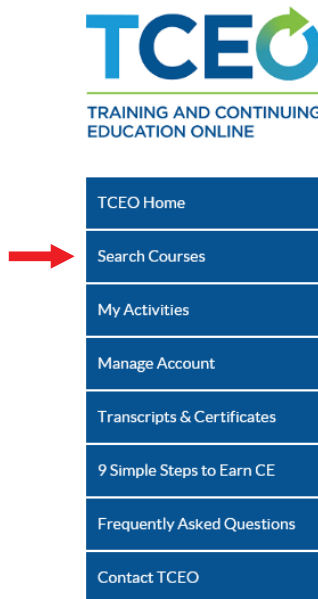 TCEO
TRAINING AND CONTINUING
EDUCATION ONLINE
TCEO Home
Search Courses
My Activities
Manage Account
Transcripts & Certificates
9 Simple Steps to Earn CE
Frequently Asked Questions
Contact TCEO